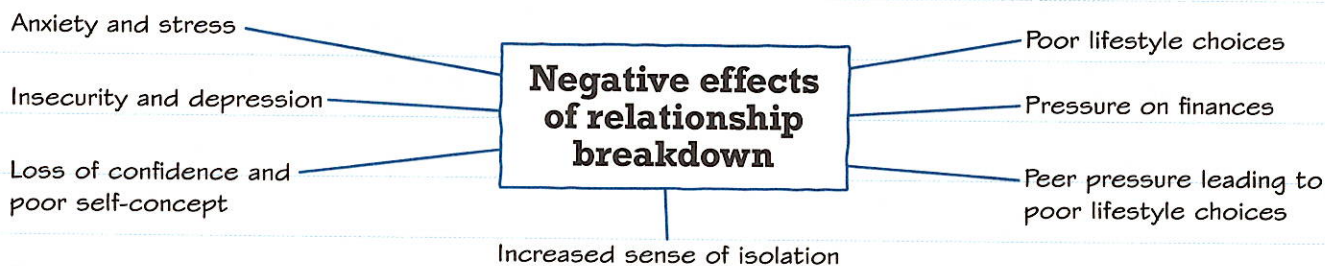 Anxiety and stress
Insecurity and depression
Loss of confidence and
poor self-concept
Negative effects
of relationship
breakdown
Poor lifestyle choices
Pressure on finances
Peer pressure leading to
poor lifestyle choices
Increased sense of isolation